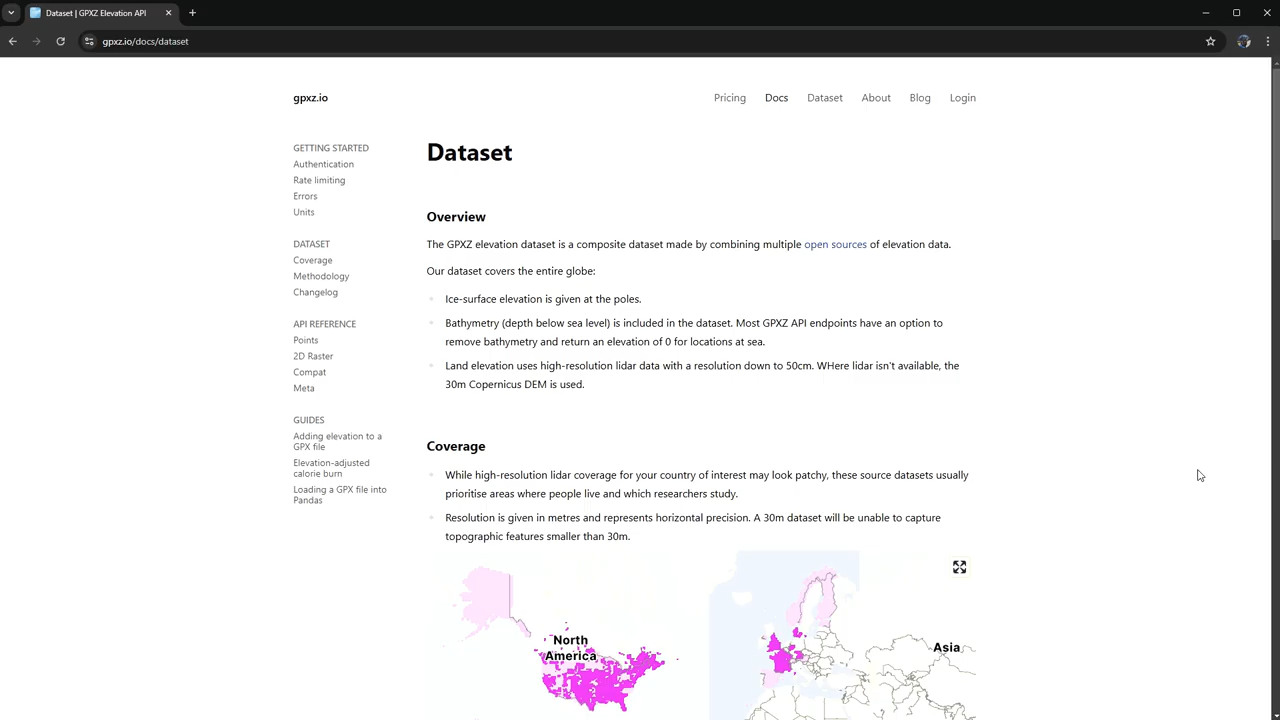 Dataset | GPXZ Elevation API
gpxz.io/docs/dataset
gpxz.io
Pricing
Docs
Dataset
About
Blog
Login
GETTING STARTED
Authentication
Rate limiting
Errors
Units
DATASET
Coverage
Methodology
Changelog
API REFERENCE
Points
2D Raster
Compat
Meta
GUIDES
Adding elevation to a
GPX file
Elevation-adjusted
calorie burn
Loading a GPX file into
Pandas
Dataset
Overview
The GPXZ elevation dataset is a composite dataset made by combining multiple open sources of elevation data.
Our dataset covers the entire globe:
Ice-surface elevation is given at the poles.
Bathymetry (depth below sea level) is included in the dataset. Most GPXZ API endpoints have an option to
remove bathymetry and return an elevation of 0 for locations at sea.
Land elevation uses high-resolution lidar data with a resolution down to 50cm. WHere lidar isn't available, the
30m Copernicus DEM is used.
Coverage
While high-resolution lidar coverage for your country of interest may look patchy, these source datasets usually
prioritise areas where people live and which researchers study.
Resolution is given in metres and represents horizontal precision. A 30m dataset will be unable to capture
topographic features smaller than 30m.
North
America
Asia